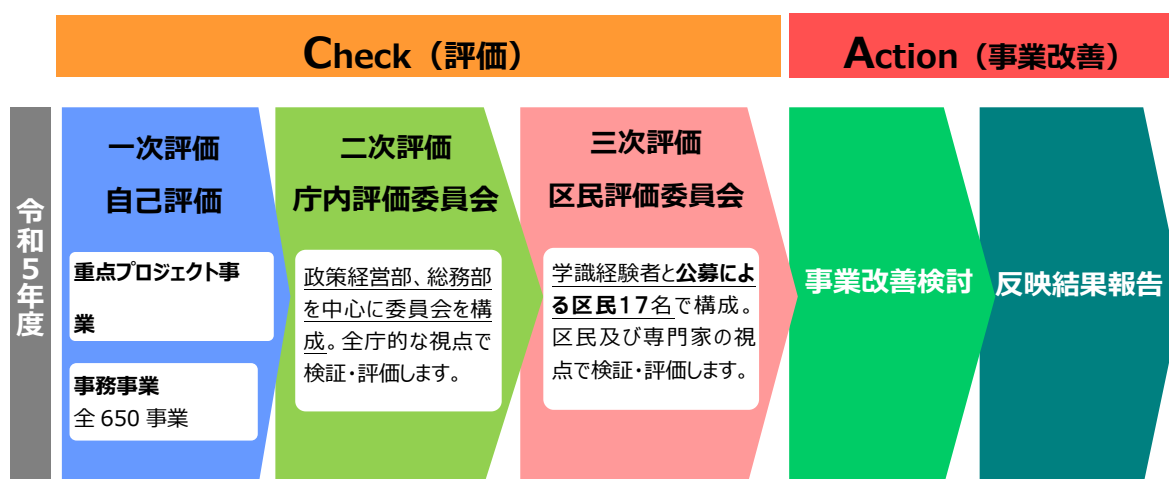 Check（評価）
Action（事業改善）
令和5年度
一次評価
自己評価
重点プロジェクト事
業
事務事業
全 650 事業
二次評価
庁内評価委員会
政策経営部、総務部
を中心に委員会を構
成。全庁的な視点で
検証・評価します。
三次評価
区民評価委員会
学識経験者と公募によ
る区民17名で構成。
区民及び専門家の視
点で検証・評価します。
事業改善検討
反映結果報告